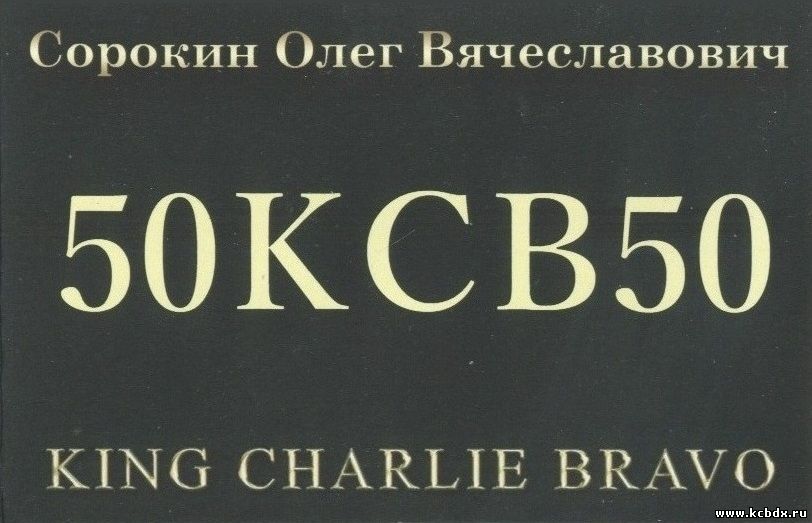 Сорокин Олег Вячеславович
50KCB50
KING CHARLIE BRAVO
www.kcbdx.ru